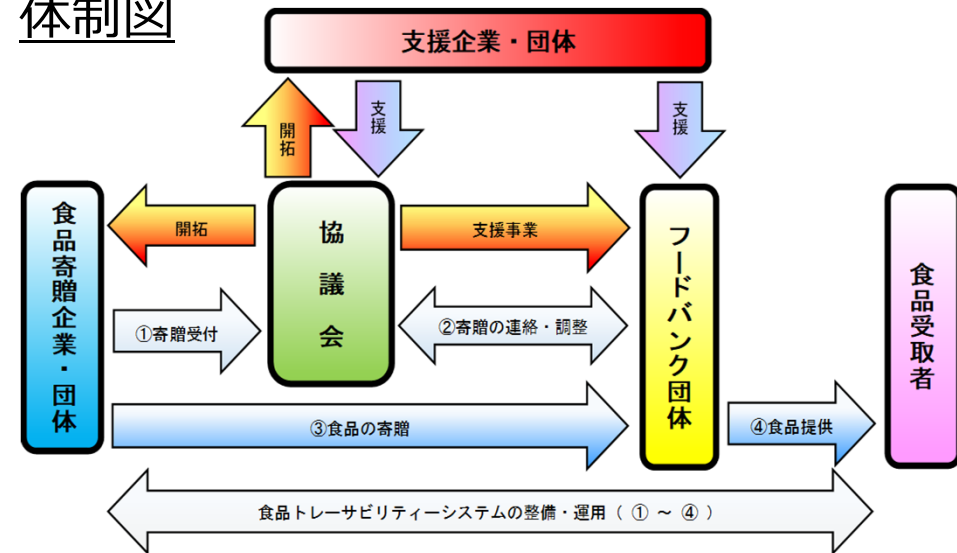 体制図
支援企業・団体
開拓
支援
支援
食品寄贈企業・団体
開拓
協議会
支援事業
フードバンク団体
食品受取者
①寄贈受付
②寄贈の連絡・調整
③食品の寄贈
④食品提供
食品トレーサビリティーシステムの整備・運用（ ① ～ ④ ）